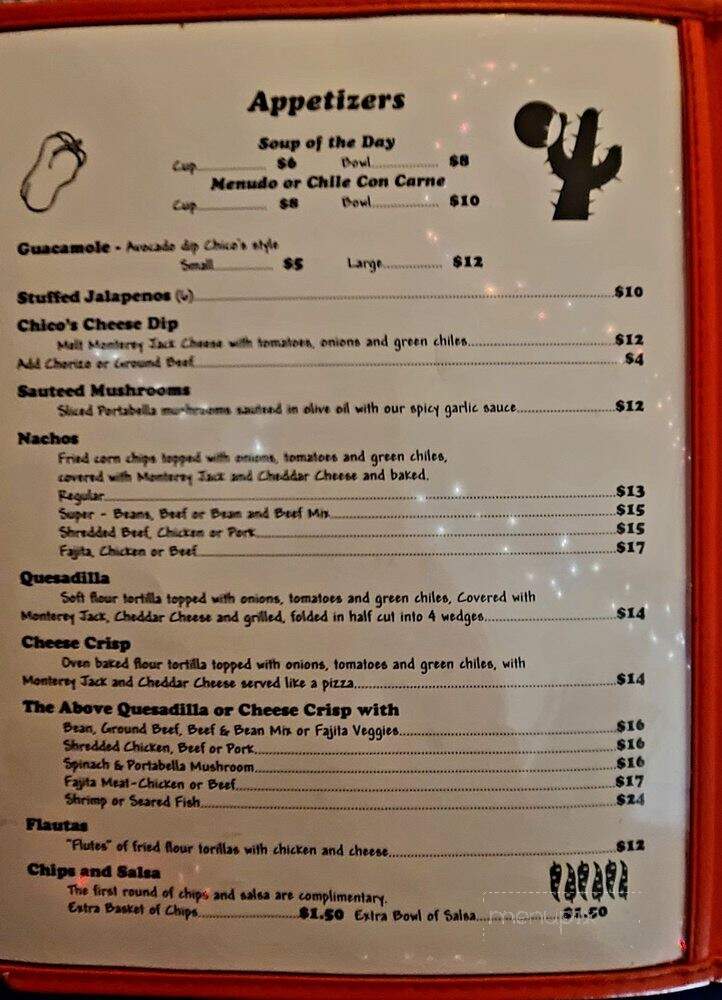 Appetizers
Soup of the Day
Cup................ $6 Bowl................ $8
Menudo or Chile Con Carne
Cup................ $8 Bowl................ $10
Guacamole - Avocado dip Chico's style
Small................ $5 Large................ $12
Stuffed Jalapenos (6)................$10
Chico's Cheese Dip
Melt Monterey Jack Cheese with tomatoes, onions and green chiles................$12
Add Chorizo or Ground Beef................$4
Sauteed Mushrooms
Sliced Portabella mushrooms sauteed in olive oil with our spicy garlic sauce................$12
Nachos
Fried corn chips topped with onions, tomatoes and green chiles,
covered with Monterey Jack and Cheddar Cheese and baked.
Regular................$13
Super - Beans, Beef or Bean and Beef Mix................$15
Shredded Beef, Chicken or Pork................$15
Fajita, Chicken or Beef................$17
Quesadilla
Soft flour tortilla topped with onions, tomatoes and green chiles, Covered with
Monterey Jack, Cheddar Cheese and grilled, folded in half cut into 4 wedges................$14
Cheese Crisp
Oven baked flour tortilla topped with onions, tomatoes and green chiles, with
Monterey Jack and Cheddar Cheese served like a pizza................$14
The Above Quesadilla or Cheese Crisp with
Bean, Ground Beef, Beef & Bean Mix or Fajita Veggies................$16
Shredded Chicken, Beef or Pork................$16
Spinach & Portabella Mushroom................$16
Fajita Meat-Chicken or Beef................$17
Shrimp or Seared Fish................$24
Flautas
"Flutes" of fried flour torillas with chicken and cheese................$12
Chips and Salsa
The first round of chips and salsa are complimentary.
Extra Basket of Chips................$1.50 Extra Bowl of Salsa................$1.50
menupix